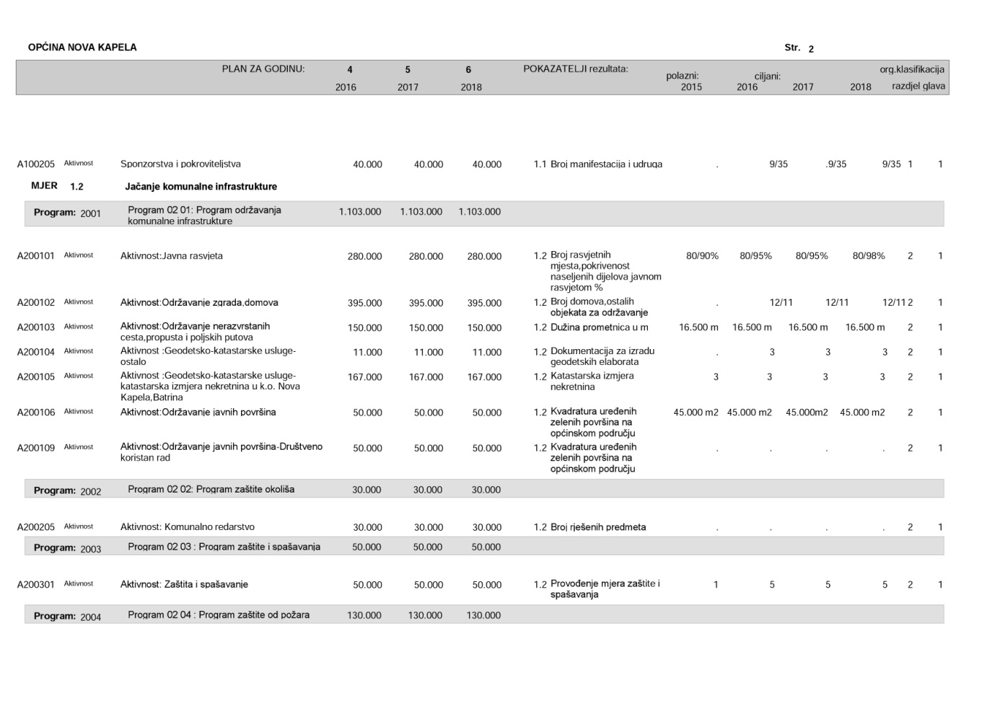 OPĆINA NOVA KAPELA Str. 2
PLAN ZA GODINU: 4 5 6 POKAZATELJI rezultata: org.klasifikacija
polazni: ciljani:
2016 2017 2018 2015 2016 2017 2018 razdjel glava
A100205 Aktivnost Sponzorstva i pokroviteljstva 40.000 40.000 40.000 1.1 Broj manifestacija i udruga . 9/35 .9/35 9/35 1 1
MJER 1.2 Jačanje komunalne infrastrukture
Program: 2001 Program 02 01: Program održavanja 1.103.000 1.103.000 1.103.000
komunalne infrastrukture
A200101 Aktivnost Aktivnost:Javna rasvjeta 280.000 280.000 280.000 1.2 Broj rasvjetnih 80/90% 80/95% 80/95% 80/98% 2 1
mjesta,pokrivenost
naseljenih dijelova javnom
rasvjetom %
A200102 Aktivnost Aktivnost:Održavanje zgrada,domova 395.000 395.000 395.000 1.2 Broj domova,ostalih . 12/11 12/11 12/11 2 1
objekata za održavanje
A200103 Aktivnost Aktivnost:Održavanje nerazvrstanih 150.000 150.000 150.000 1.2 Dužina prometnica u m 16.500 m 16.500 m 16.500 m 16.500 m 2 1
cesta,propusta i poljskih putova
A200104 Aktivnost Aktivnost :Geodetsko-katastarske usluge- 11.000 11.000 11.000 1.2 Dokumentacija za izradu . 3 3 3 2 1
ostalo geodetskih elaborata
A200105 Aktivnost Aktivnost :Geodetsko-katastarske usluge- 167.000 167.000 167.000 1.2 Katastarska izmjera 3 3 3 3 2 1
katastarska izmjera nekretnina u k.o. Nova nekretnina
Kapela,Batrina
A200106 Aktivnost Aktivnost:Održavanje javnih površina 50.000 50.000 50.000 1.2 Kvadratura uređenih 45.000 m2 45.000 m2 45.000m2 45.000 m2 2 1
zelenih površina na
općinskom području
A200109 Aktivnost Aktivnost:Održavanje javnih površina-Društveno 50.000 50.000 50.000 1.2 Kvadratura uređenih . . . . 2 1
koristan rad zelenih površina na
općinskom području
Program: 2002 Program 02 02: Program zaštite okoliša 30.000 30.000 30.000
A200205 Aktivnost Aktivnost: Komunalno redarstvo 30.000 30.000 30.000 1.2 Broj rješenih predmeta . . . . 2 1
Program: 2003 Program 02 03 : Program zaštite i spašavanja 50.000 50.000 50.000
A200301 Aktivnost Aktivnost: Zaštita i spašavanje 50.000 50.000 50.000 1.2 Provođenje mjera zaštite i 1 5 5 5 2 1
spašavanja
Program: 2004 Program 02 04 : Program zaštite od požara 130.000 130.000 130.000